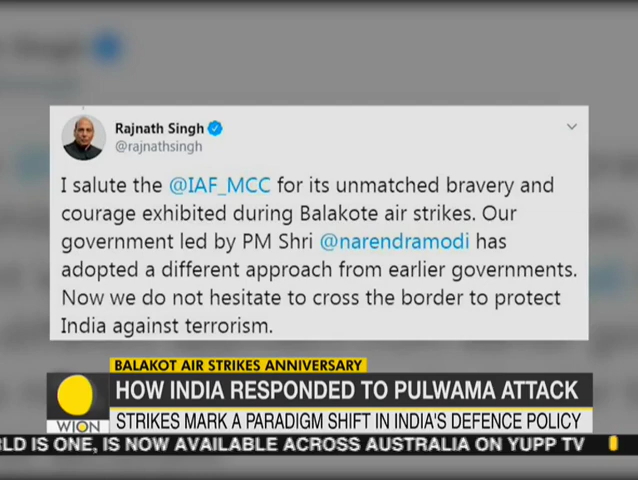 Rajnath Singh
@rajnathsingh
I salute the @IAF_MCC for its unmatched bravery and
courage exhibited during Balakote air strikes. Our
government led by PM Shri @narendramodi has
adopted a different approach from earlier governments.
Now we do not hesitate to cross the border to protect
India against terrorism.
BALAKOT AIR STRIKES ANNIVERSARY
HOW INDIA RESPONDED TO PULWAMA ATTACK
STRIKES MARK A PARADIGM SHIFT IN INDIA'S DEFENCE POLICY
WION
RLD IS ONE, IS NOW AVAILABLE ACROSS AUSTRALIA ON YUPP TV